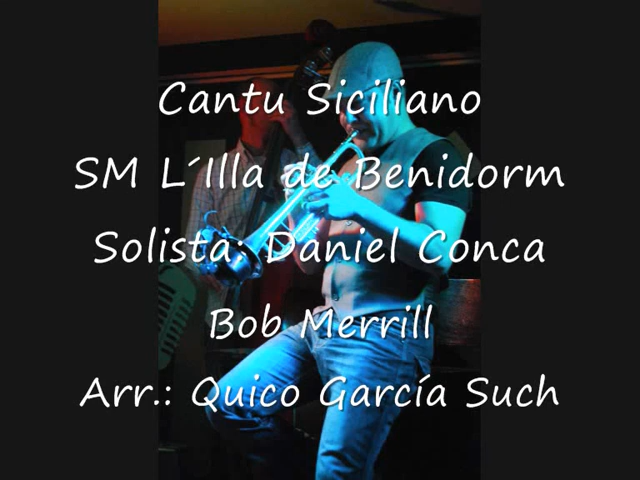 Cantu Siciliano
SM L´Illa de Benidorm
Solista: Daniel Conca
Bob Merrill
Arr.: Quico García Such